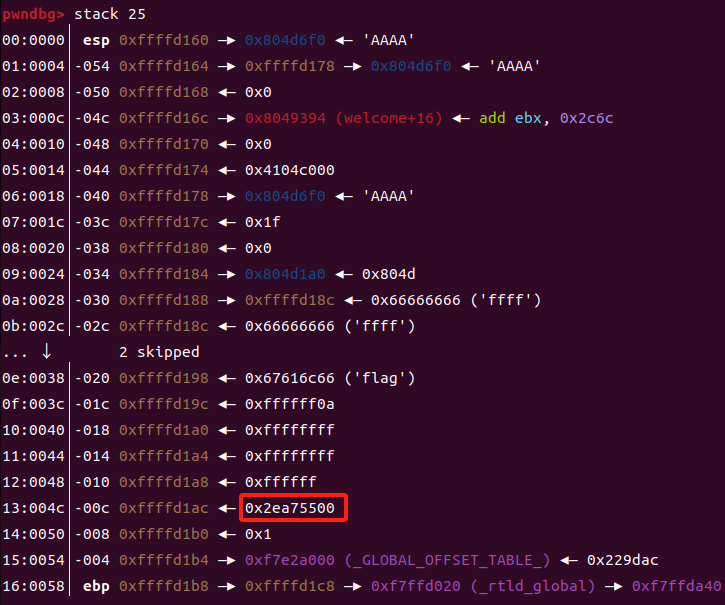 pwndbg> stack 25
00:0000│ esp 0xffffd160 —▸ 0x804d6f0 ◂— 'AAAA'
01:0004│-054 0xffffd164 —▸ 0xffffd178 —▸ 0x804d6f0 ◂— 'AAAA'
02:0008│-050 0xffffd168 ◂— 0x0
03:000c│-04c 0xffffd16c —▸ 0x8049394 (welcome+16) ◂— add ebx, 0x2c6c
04:0010│-048 0xffffd170 ◂— 0x0
05:0014│-044 0xffffd174 ◂— 0x4104c000
06:0018│-040 0xffffd178 —▸ 0x804d6f0 ◂— 'AAAA'
07:001c│-03c 0xffffd17c ◂— 0x1f
08:0020│-038 0xffffd180 ◂— 0x0
09:0024│-034 0xffffd184 —▸ 0x804d1a0 ◂— 0x804d
0a:0028│-030 0xffffd188 —▸ 0xffffd18c ◂— 0x66666666 ('ffff')
0b:002c│-02c 0xffffd18c ◂— 0x66666666 ('ffff')
... ↓ 2 skipped
0e:0038│-020 0xffffd198 ◂— 0x67616c66 ('flag')
0f:003c│-01c 0xffffd19c ◂— 0xffffff0a
10:0040│-018 0xffffd1a0 ◂— 0xffffffff
11:0044│-014 0xffffd1a4 ◂— 0xffffffff
12:0048│-010 0xffffd1a8 ◂— 0xffffff
13:004c│-00c 0xffffd1ac ◂— 0x2ea75500
14:0050│-008 0xffffd1b0 ◂— 0x1
15:0054│-004 0xffffd1b4 —▸ 0xf7e2a000 (_GLOBAL_OFFSET_TABLE_) ◂— 0x229dac
16:0058│ ebp 0xffffd1b8 —▸ 0xffffd1c8 —▸ 0xf7ffd020 (_rtld_global) —▸ 0xf7ffda40